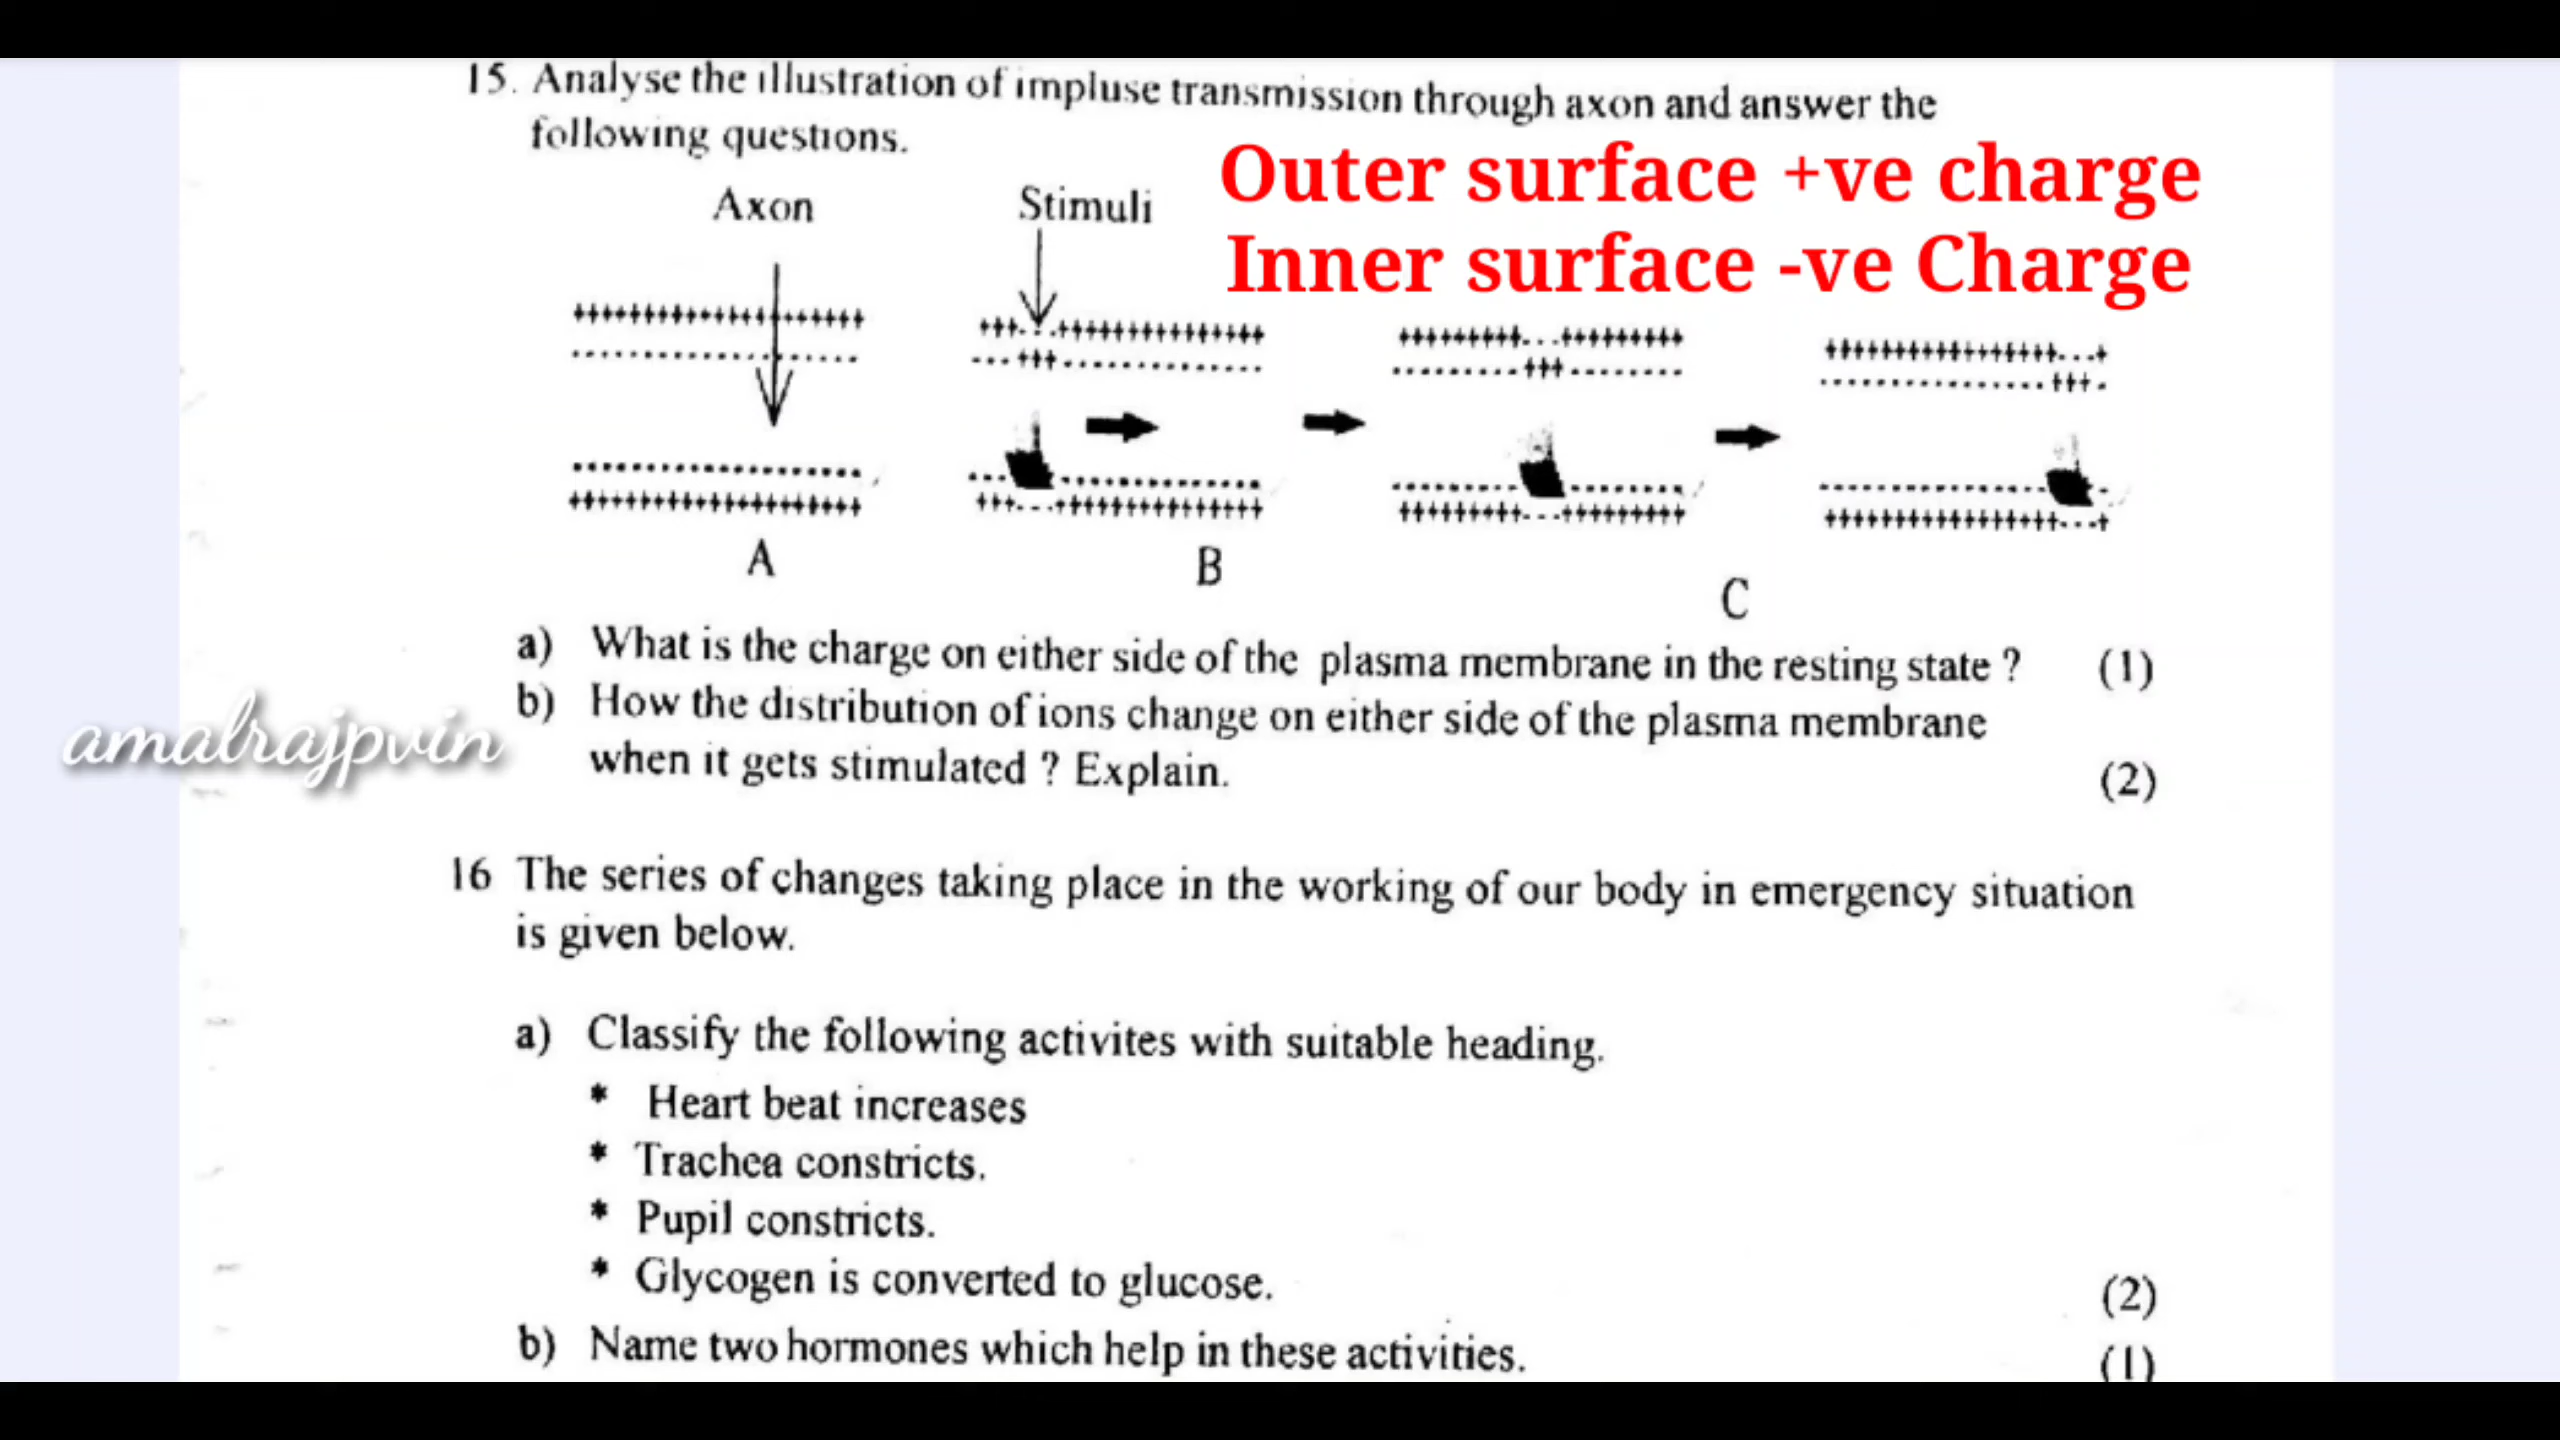 15. Analyse the illustration of impluse transmission through axon and answer the
following questions.
Outer surface +ve charge
Inner surface -ve Charge
Axon
Stimuli
A
B
C
a) What is the charge on either side of the plasma membrane in the resting state ? (1)
b) How the distribution of ions change on either side of the plasma membrane
when it gets stimulated ? Explain. (2)
amalrajpvin
16 The series of changes taking place in the working of our body in emergency situation
is given below.
a) Classify the following activites with suitable heading.
* Heart beat increases
* Trachea constricts.
* Pupil constricts.
* Glycogen is converted to glucose. (2)
b) Name two hormones which help in these activities. (1)